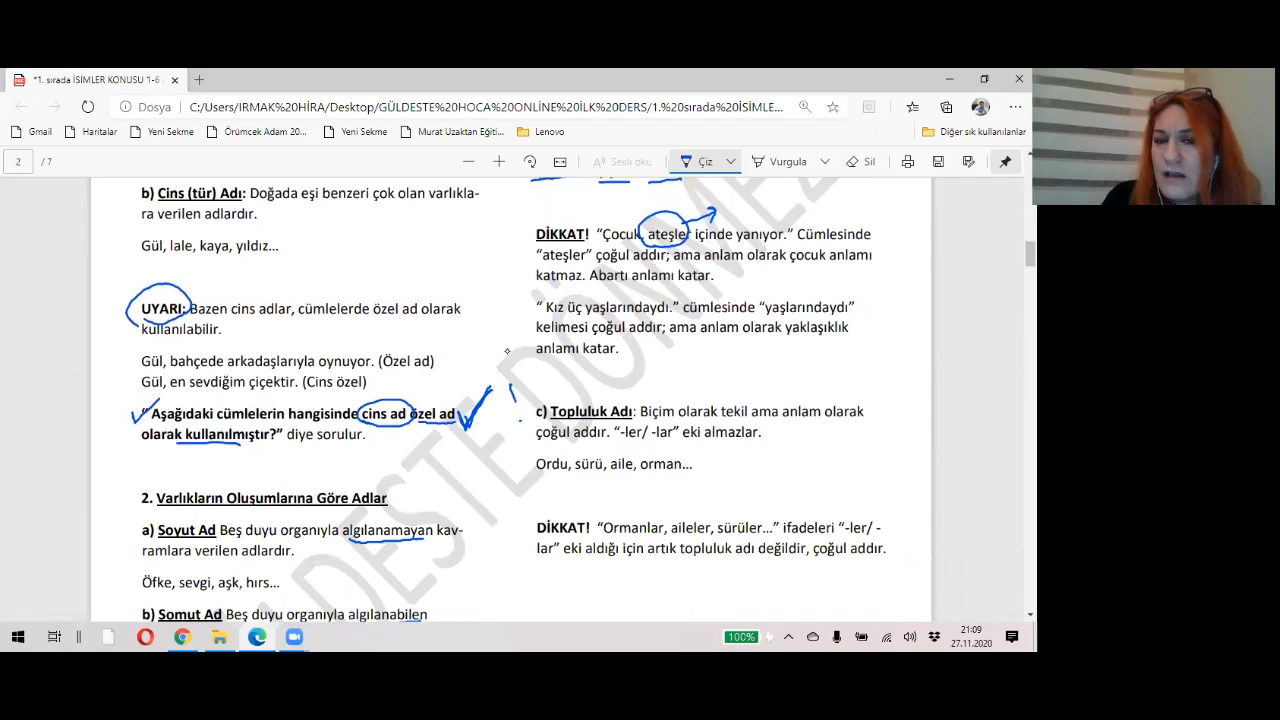 *1. sırada İSİMLER KONUSU 1-6
Dosya
C:/Users/IRMAK%20HİRA/Desktop/GÜLDESTE%20HOCA%20ONLİNE%20İLK%20DERS/1.%20sırada%20İSİMLE...
Gmail
Haritalar
Yeni Sekme
Örümcek Adam 20...
Yeni Sekme
Murat Uzaktan Eğiti...
Lenovo
Diğer sık kullanılanlar
2 / 7
Sesli oku
Çiz
Vurgula
Sil
b) Cins (tür) Adı: Doğada eşi benzeri çok olan varlıkla-
ra verilen adlardır.
Gül, lale, kaya, yıldız...
UYARI: Bazen cins adlar, cümlelerde özel ad olarak
kullanılabilir.
Gül, bahçede arkadaşlarıyla oynuyor. (Özel ad)
Gül, en sevdiğim çiçektir. (Cins özel)
" Aşağıdaki cümlelerin hangisinde cins ad özel ad
olarak kullanılmıştır?" diye sorulur.
2. Varlıkların Oluşumlarına Göre Adlar
a) Soyut Ad Beş duyu organıyla algılanamayan kav-
ramlara verilen adlardır.
Öfke, sevgi, aşk, hırs...
b) Somut Ad Beş duyu organıyla algılanabilen
DİKKAT! "Çocuk, ateşler içinde yanıyor." Cümlesinde
"ateşler" çoğul addır; ama anlam olarak çocuk anlamı
katmaz. Abartı anlamı katar.
" Kız üç yaşlarındaydı." cümlesinde "yaşlarındaydı"
kelimesi çoğul addır; ama anlam olarak yaklaşıklık
anlamı katar.
!
c) Topluluk Adı: Biçim olarak tekil ama anlam olarak
çoğul addır. "-ler/ -lar" eki almazlar.
Ordu, sürü, aile, orman...
DİKKAT! "Ormanlar, aileler, sürüler..." ifadeleri "-ler/ -
lar" eki aldığı için artık topluluk adı değildir, çoğul addır.
LDESTE DÖNMEZ
100%
21:09
27.11.2020